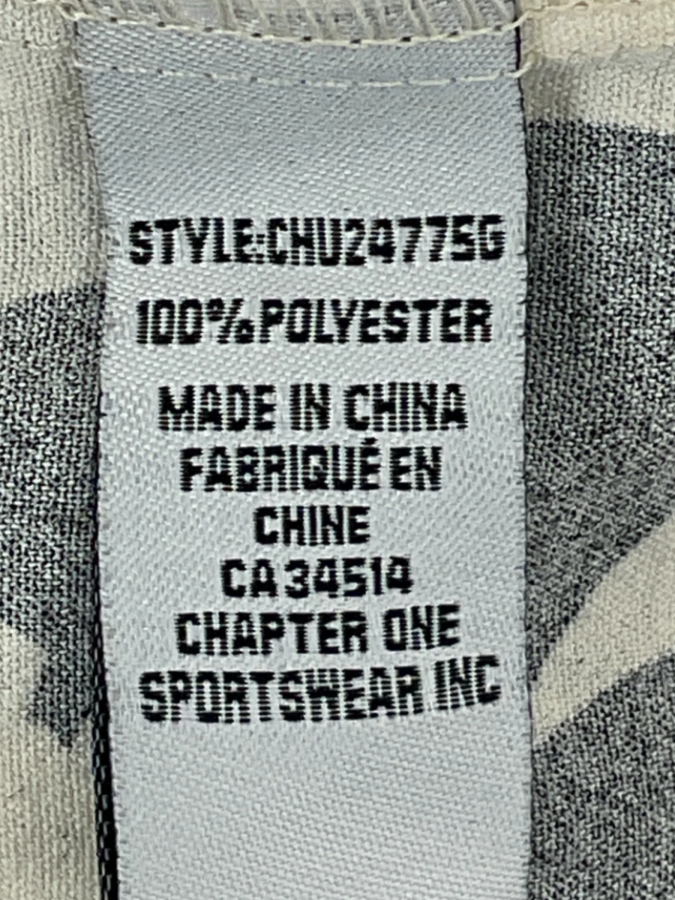 STYLE:CHU24775G
100%POLYESTER
MADE IN CHINA
FABRIQUÉ EN
CHINE
CA34514
CHAPTER ONE
SPORTSWEAR INC